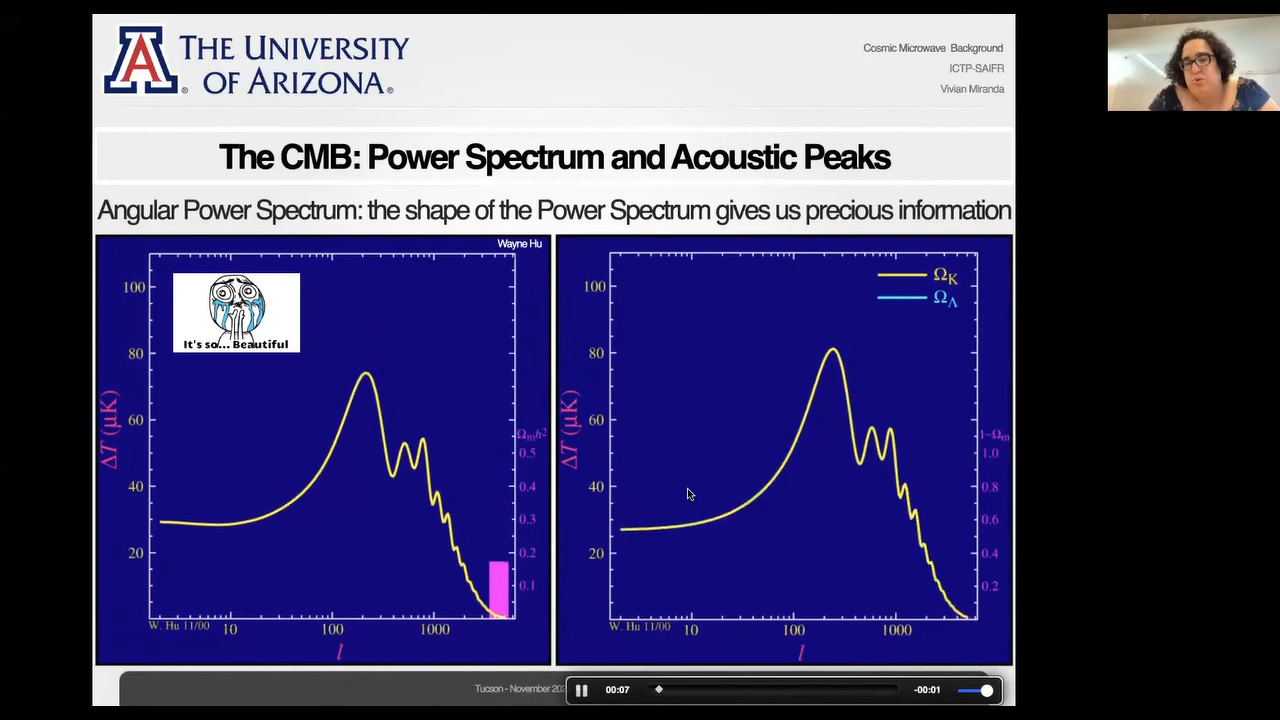 THE UNIVERSITY
OF ARIZONA
A
Cosmic Microwave Background
ICTP-SAIFR
Vivian Miranda
The CMB: Power Spectrum and Acoustic Peaks
Angular Power Spectrum: the shape of the Power Spectrum gives us precious information
Wayne Hu
It's so... Beautiful
ΔT (μK)
100
80
60
40
20
Ωmh²
0.5
0.4
0.3
0.2
0.1
W. Hu 11/00
10
100
1000
l
ΩK
ΩΛ
ΔT (μK)
100
80
60
40
20
1–Ωm
1.0
0.8
0.6
0.4
0.2
W. Hu 11/00
10
100
1000
l
Tucson - November
00:07
-00:01